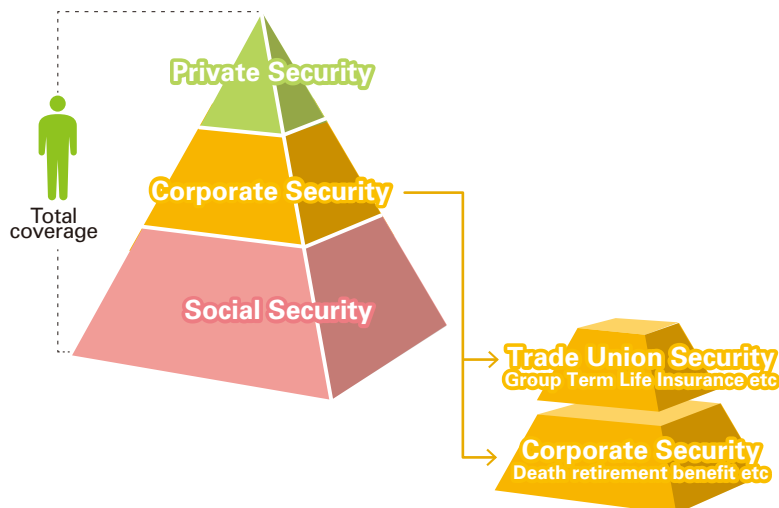 Private Security
Corporate Security
Total
coverage
Social Security
Trade Union Security
Group Term Life Insurance etc
Corporate Security
Death retirement benefit etc